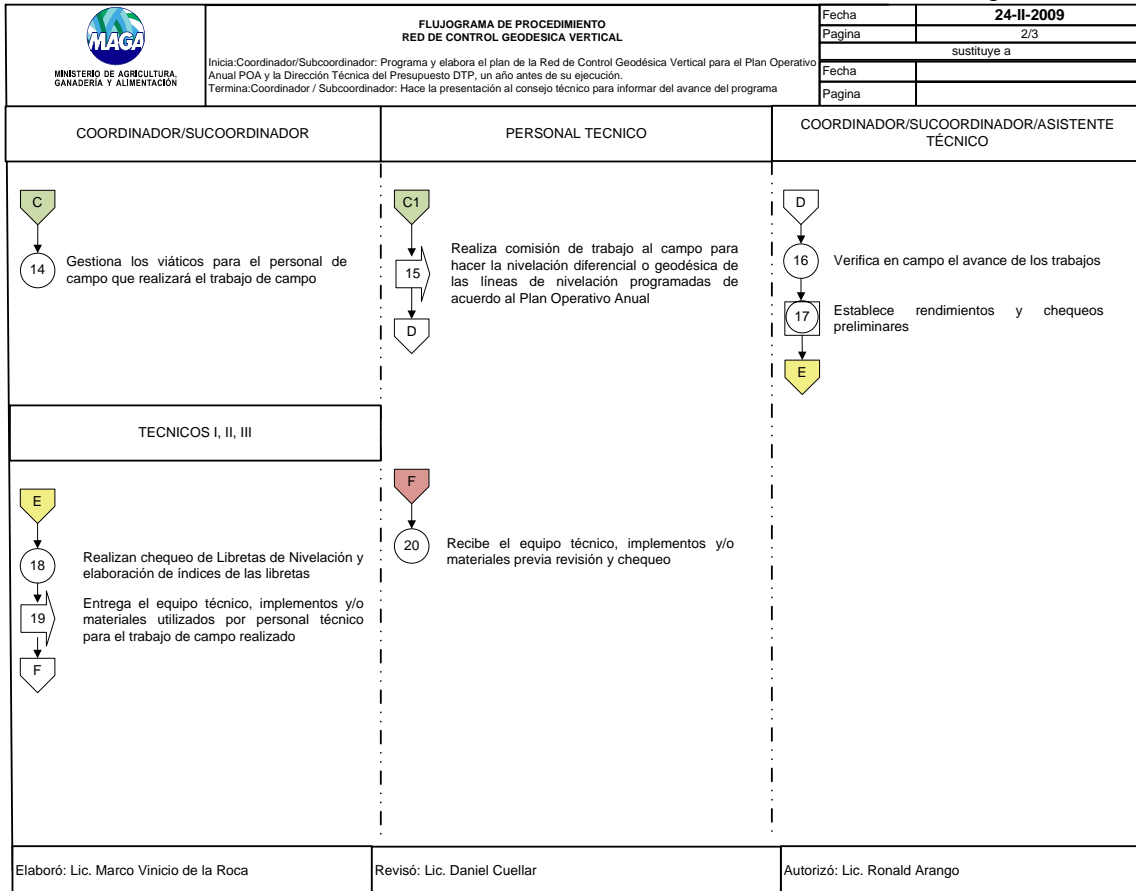 MAGA
MINISTERIO DE AGRICULTURA,
GANADERÍA Y ALIMENTACIÓN
FLUJOGRAMA DE PROCEDIMIENTO
RED DE CONTROL GEODESICA VERTICAL
Inicia:Coordinador/Subcoordinador: Programa y elabora el plan de la Red de Control Geodésica Vertical para el Plan Operativo
Anual POA y la Dirección Técnica del Presupuesto DTP, un año antes de su ejecución.
Termina:Coordinador / Subcoordinador: Hace la presentación al consejo técnico para informar del avance del programa
Fecha 24-II-2009
Pagina 2/3
sustituye a
Fecha
Pagina
COORDINADOR/SUCOORDINADOR
PERSONAL TECNICO
COORDINADOR/SUCOORDINADOR/ASISTENTE
TÉCNICO
C
14
Gestiona los viáticos para el personal de
campo que realizará el trabajo de campo
C1
15
Realiza comisión de trabajo al campo para
hacer la nivelación diferencial o geodésica de
las líneas de nivelación programadas de
acuerdo al Plan Operativo Anual
D
D
16
Verifica en campo el avance de los trabajos
17
Establece rendimientos y chequeos
preliminares
E
TECNICOS I, II, III
E
18
Realizan chequeo de Libretas de Nivelación y
elaboración de índices de las libretas
19
Entrega el equipo técnico, implementos y/o
materiales utilizados por personal técnico
para el trabajo de campo realizado
F
F
20
Recibe el equipo técnico, implementos y/o
materiales previa revisión y chequeo
Elaboró: Lic. Marco Vinicio de la Roca
Revisó: Lic. Daniel Cuellar
Autorizó: Lic. Ronald Arango